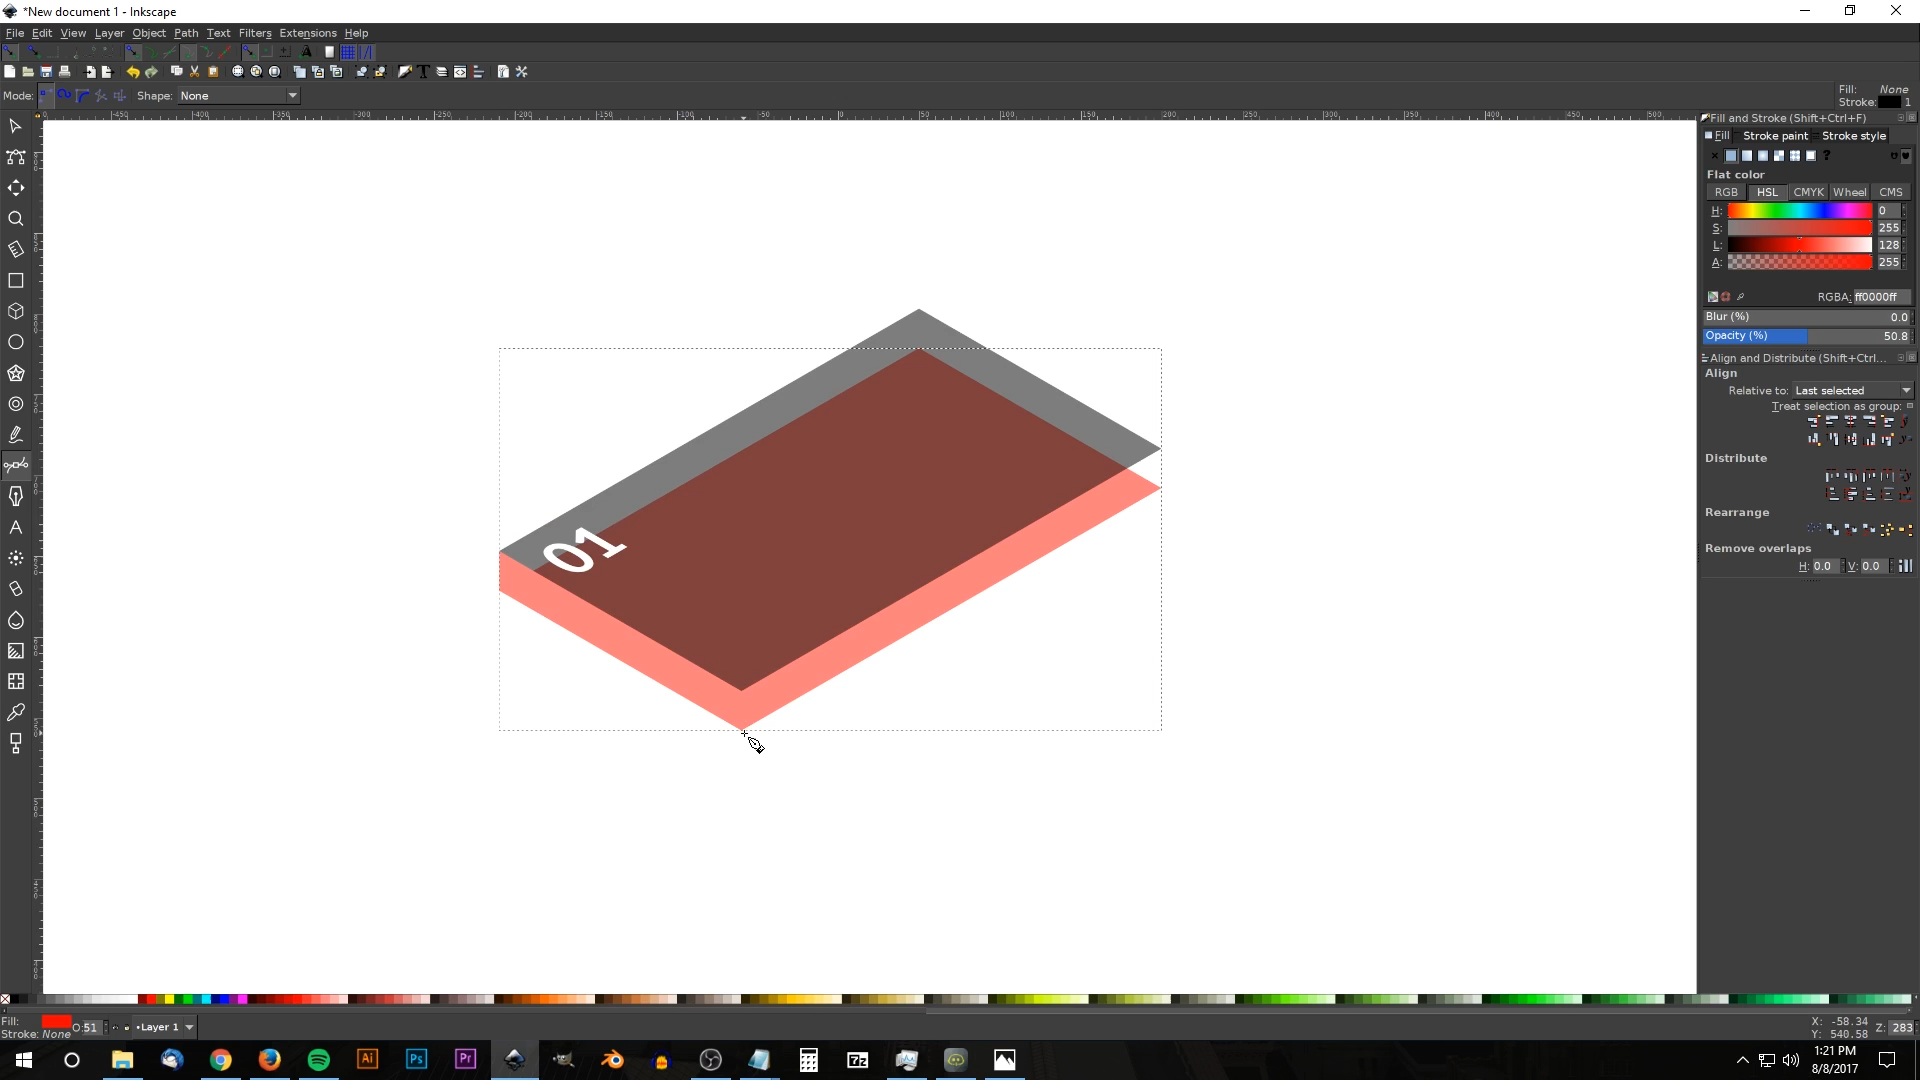 *New document 1 - Inkscape
File Edit View Layer Object Path Text Filters Extensions Help
Mode: Shape: None
Fill: None
Stroke: 1
Fill and Stroke (Shift+Ctrl+F)
Fill Stroke paint Stroke style
Flat color
RGB HSL CMYK Wheel CMS
H: 0
S: 255
L: 128
A: 255
RGBA: ff0000ff
Blur (%) 0.0
Opacity (%) 50.8
Align and Distribute (Shift+Ctrl...
Align
Relative to: Last selected
Treat selection as group:
Distribute
Rearrange
Remove overlaps
H: 0.0 V: 0.0
01
Fill: O: 51 •Layer 1
Stroke: None
X: -58.34
Y: 540.58
Z: 283
Ai Ps Pr 7z
1:21 PM
8/8/2017